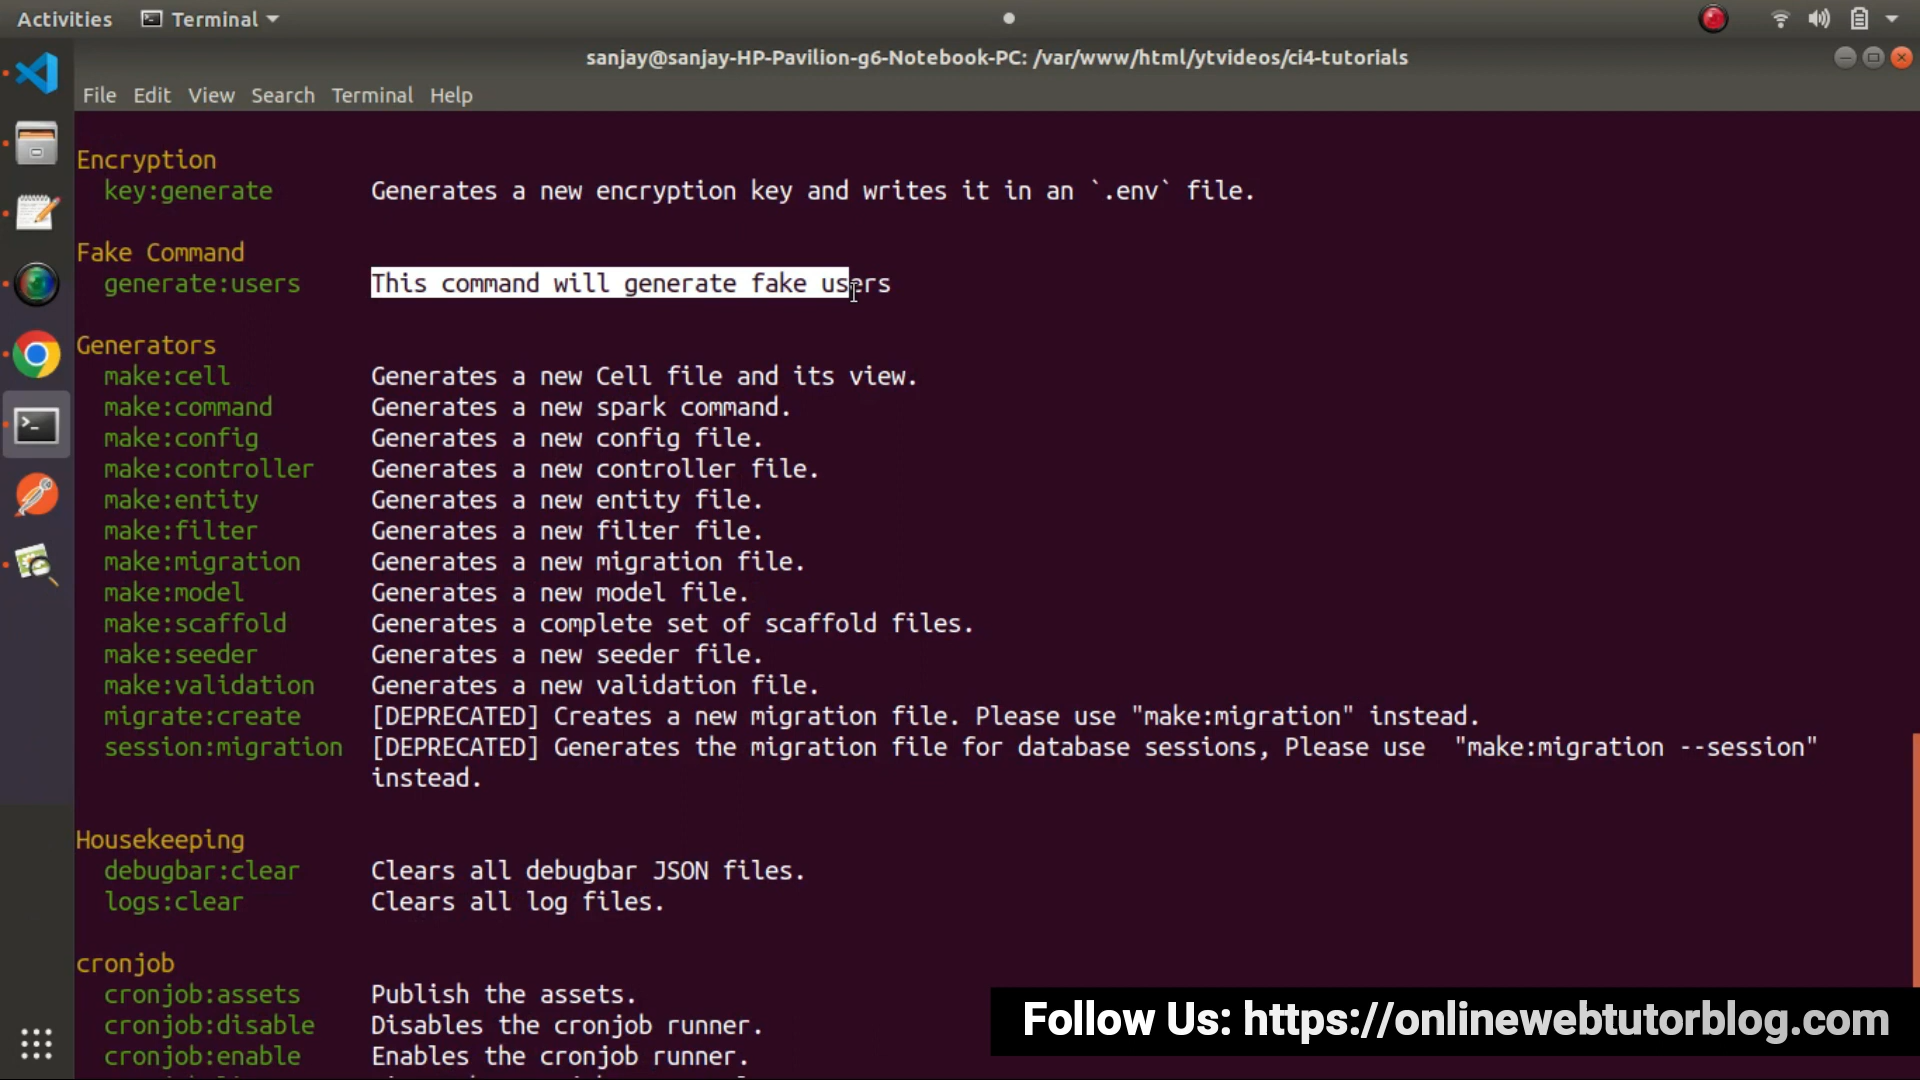 Activities
Terminal
sanjay@sanjay-HP-Pavilion-g6-Notebook-PC: /var/www/html/ytvideos/ci4-tutorials
File Edit View Search Terminal Help
Encryption
key:generate Generates a new encryption key and writes it in an `.env` file.
Fake Command
generate:users This command will generate fake users
Generators
make:cell Generates a new Cell file and its view.
make:command Generates a new spark command.
make:config Generates a new config file.
make:controller Generates a new controller file.
make:entity Generates a new entity file.
make:filter Generates a new filter file.
make:migration Generates a new migration file.
make:model Generates a new model file.
make:scaffold Generates a complete set of scaffold files.
make:seeder Generates a new seeder file.
make:validation Generates a new validation file.
migrate:create [DEPRECATED] Creates a new migration file. Please use "make:migration" instead.
session:migration [DEPRECATED] Generates the migration file for database sessions, Please use  "make:migration --session"
instead.
Housekeeping
debugbar:clear Clears all debugbar JSON files.
logs:clear Clears all log files.
cronjob
cronjob:assets Publish the assets.
cronjob:disable Disables the cronjob runner.
cronjob:enable Enables the cronjob runner.
Follow Us: https://onlinewebtutorblog.com